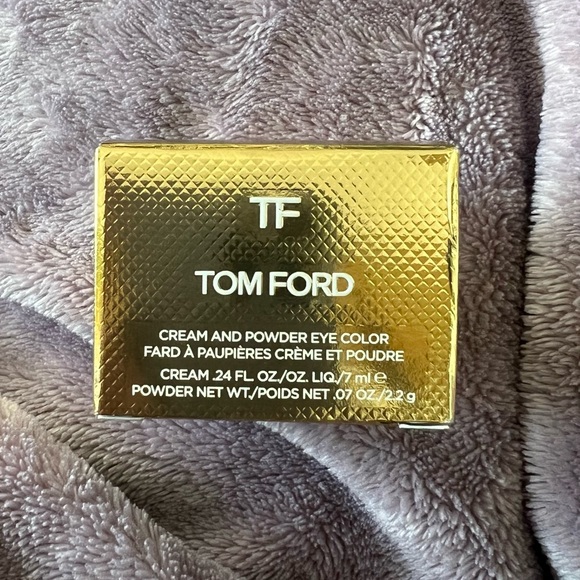 TF
TOM FORD
CREAM AND POWDER EYE COLOR
FARD À PAUPIÈRES CRÈME ET POUDRE
CREAM .24 FL. OZ./OZ. LIQ./7 ml ℮
POWDER NET WT./POIDS NET .07 OZ./2.2 g